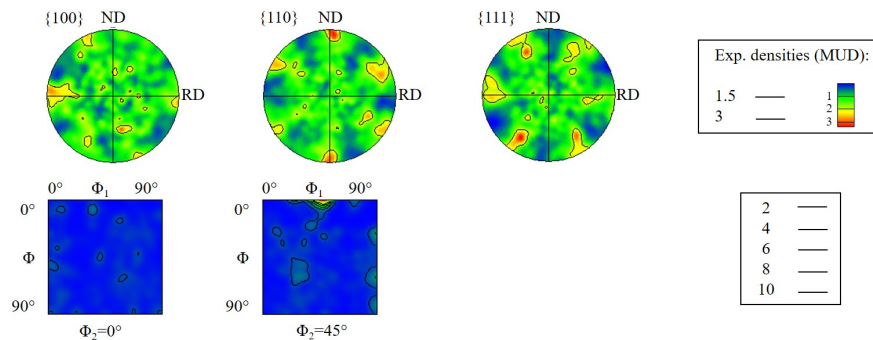 {100} ND
RD
{110} ND
RD
{111} ND
RD
Exp. densities (MUD):
1.5
3
1
2
3
0° Φ1 90°
0°
Φ
90°
Φ2=0°
0° Φ1 90°
0°
Φ
90°
Φ2=45°
2
4
6
8
10